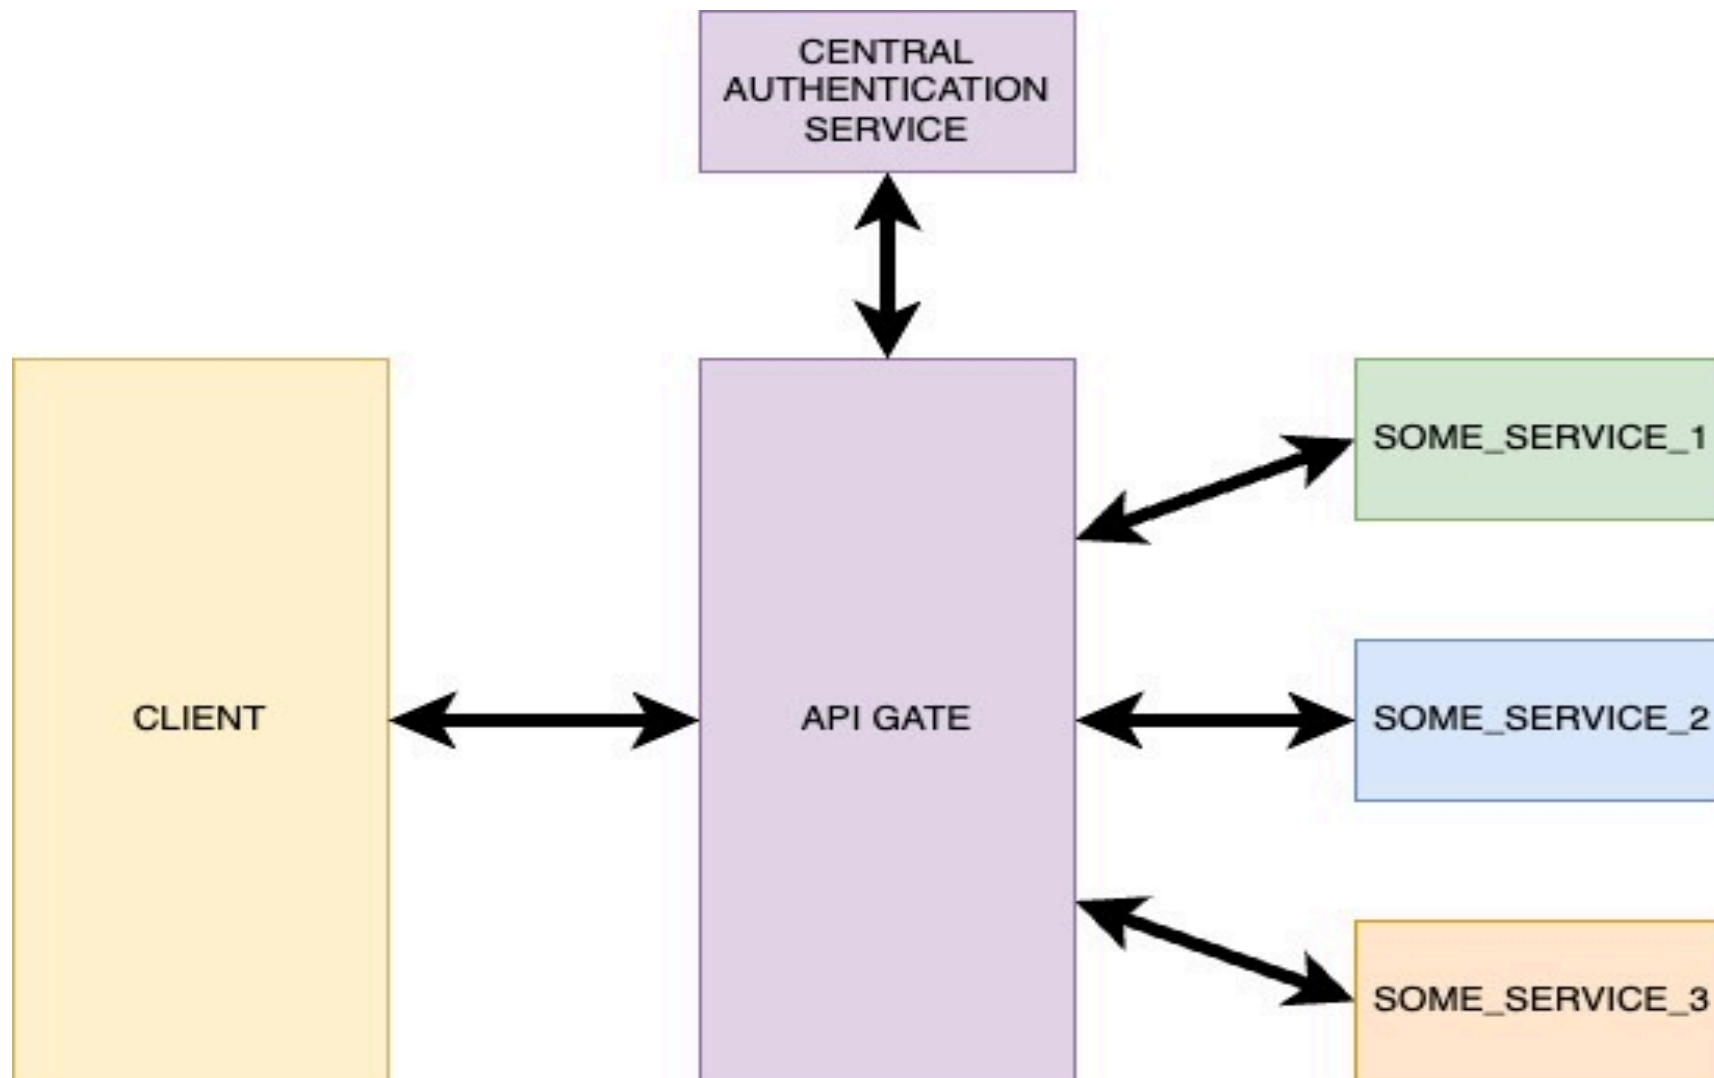 CENTRAL
AUTHENTICATION
SERVICE
CLIENT
API GATE
SOME_SERVICE_1
SOME_SERVICE_2
SOME_SERVICE_3